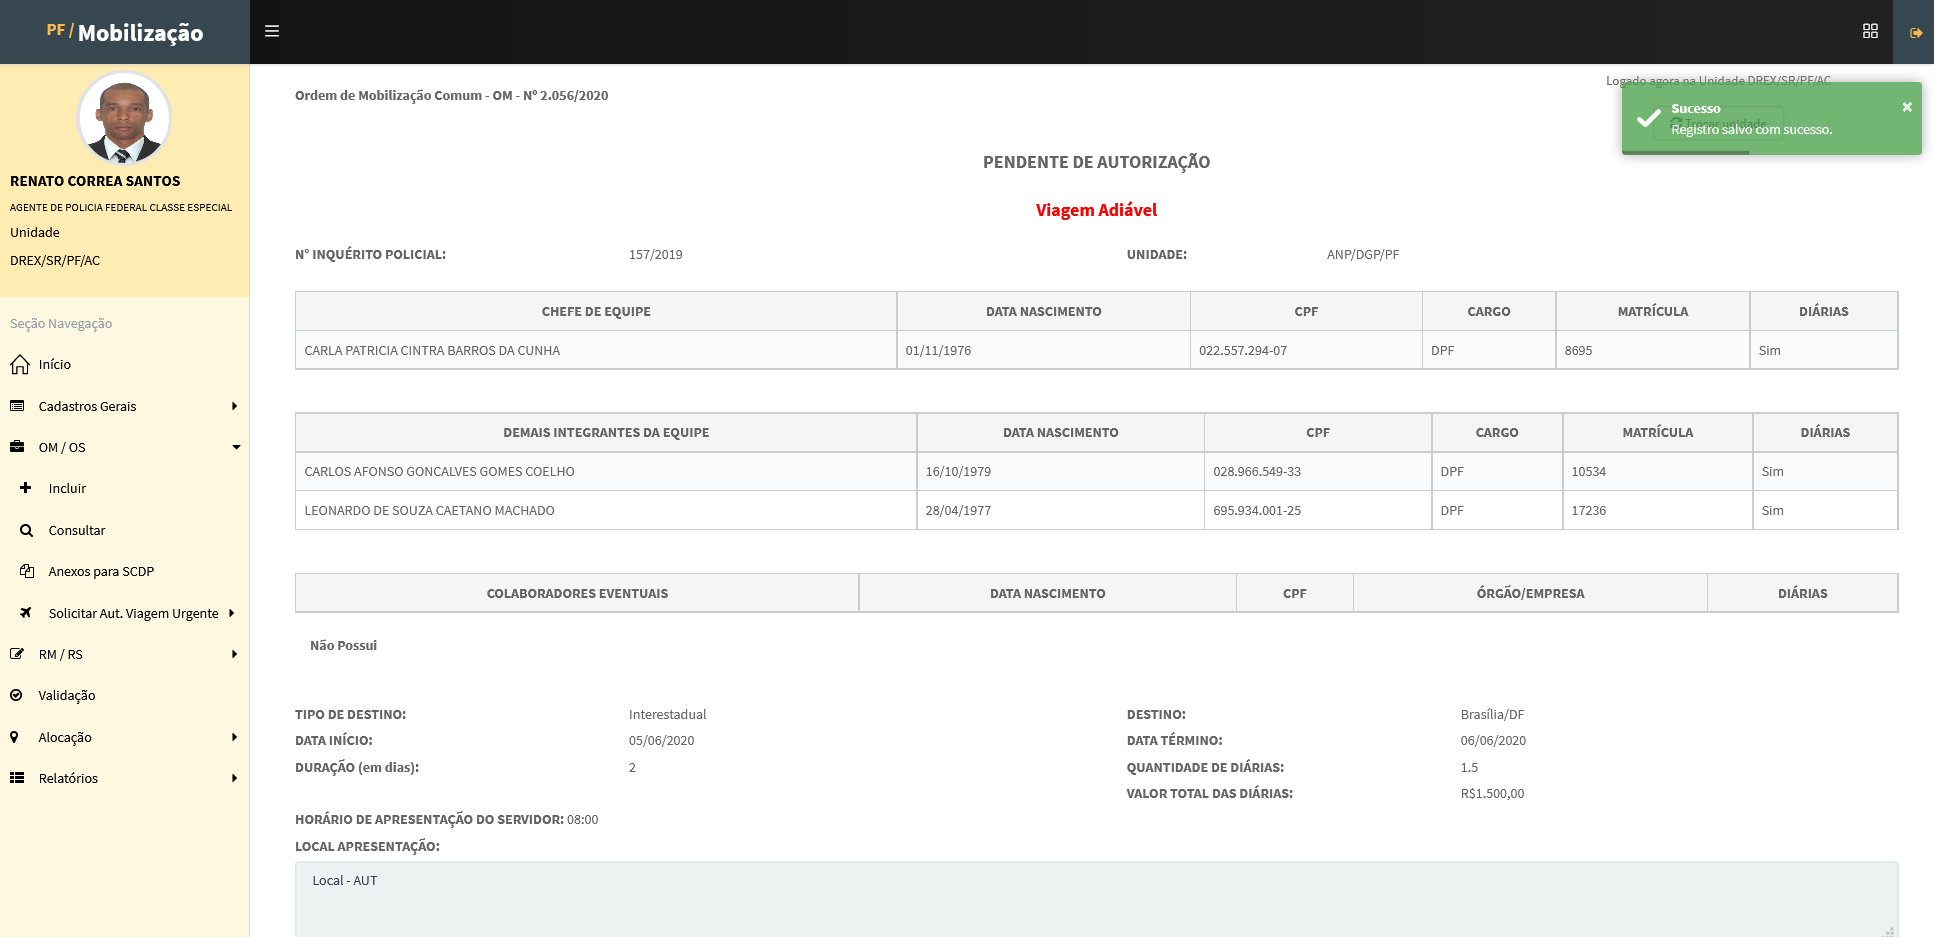 PF / Mobilização
RENATO CORREA SANTOS
AGENTE DE POLICIA FEDERAL CLASSE ESPECIAL
Unidade
DREX/SR/PF/AC
Seção Navegação
Início
Cadastros Gerais
OM / OS
Incluir
Consultar
Anexos para SCDP
Solicitar Aut. Viagem Urgente
RM / RS
Validação
Alocação
Relatórios
Logado agora na Unidade DREX/SR/PF/AC
Trocar unidade
Sucesso
Registro salvo com sucesso.
Ordem de Mobilização Comum - OM - Nº 2.056/2020
PENDENTE DE AUTORIZAÇÃO
Viagem Adiável
N° INQUÉRITO POLICIAL: 157/2019 UNIDADE: ANP/DGP/PF
CHEFE DE EQUIPE DATA NASCIMENTO CPF CARGO MATRÍCULA DIÁRIAS
CARLA PATRICIA CINTRA BARROS DA CUNHA 01/11/1976 022.557.294-07 DPF 8695 Sim
DEMAIS INTEGRANTES DA EQUIPE DATA NASCIMENTO CPF CARGO MATRÍCULA DIÁRIAS
CARLOS AFONSO GONCALVES GOMES COELHO 16/10/1979 028.966.549-33 DPF 10534 Sim
LEONARDO DE SOUZA CAETANO MACHADO 28/04/1977 695.934.001-25 DPF 17236 Sim
COLABORADORES EVENTUAIS DATA NASCIMENTO CPF ÓRGÃO/EMPRESA DIÁRIAS
Não Possui
TIPO DE DESTINO: Interestadual DESTINO: Brasília/DF
DATA INÍCIO: 05/06/2020 DATA TÉRMINO: 06/06/2020
DURAÇÃO (em dias): 2 QUANTIDADE DE DIÁRIAS: 1.5
VALOR TOTAL DAS DIÁRIAS: R$1.500,00
HORÁRIO DE APRESENTAÇÃO DO SERVIDOR: 08:00
LOCAL APRESENTAÇÃO:
Local - AUT